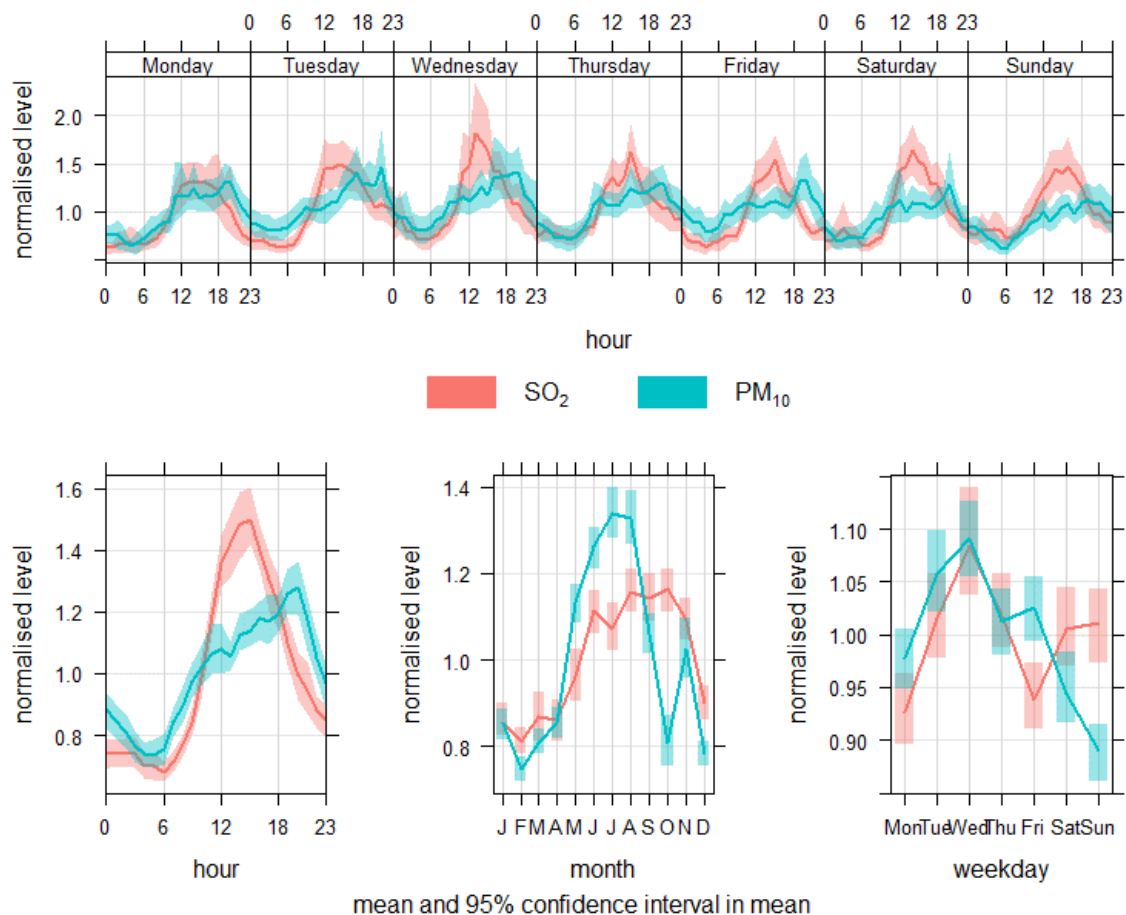 0 6 12 18 23 0 6 12 18 23 0 6 12 18 23
Monday Tuesday Wednesday Thursday Friday Saturday Sunday
normalised level
2.0
1.5
1.0
0 6 12 18 23 0 6 12 18 23 0 6 12 18 23 0 6 12 18 23
hour
SO₂ PM₁₀
normalised level
1.6
1.4
1.2
1.0
0.8
0 6 12 18 23
hour
normalised level
1.4
1.2
1.0
0.8
J F M A M J J A S O N D
month
normalised level
1.10
1.05
1.00
0.95
0.90
Mon Tue Wed Thu Fri Sat Sun
weekday
mean and 95% confidence interval in mean